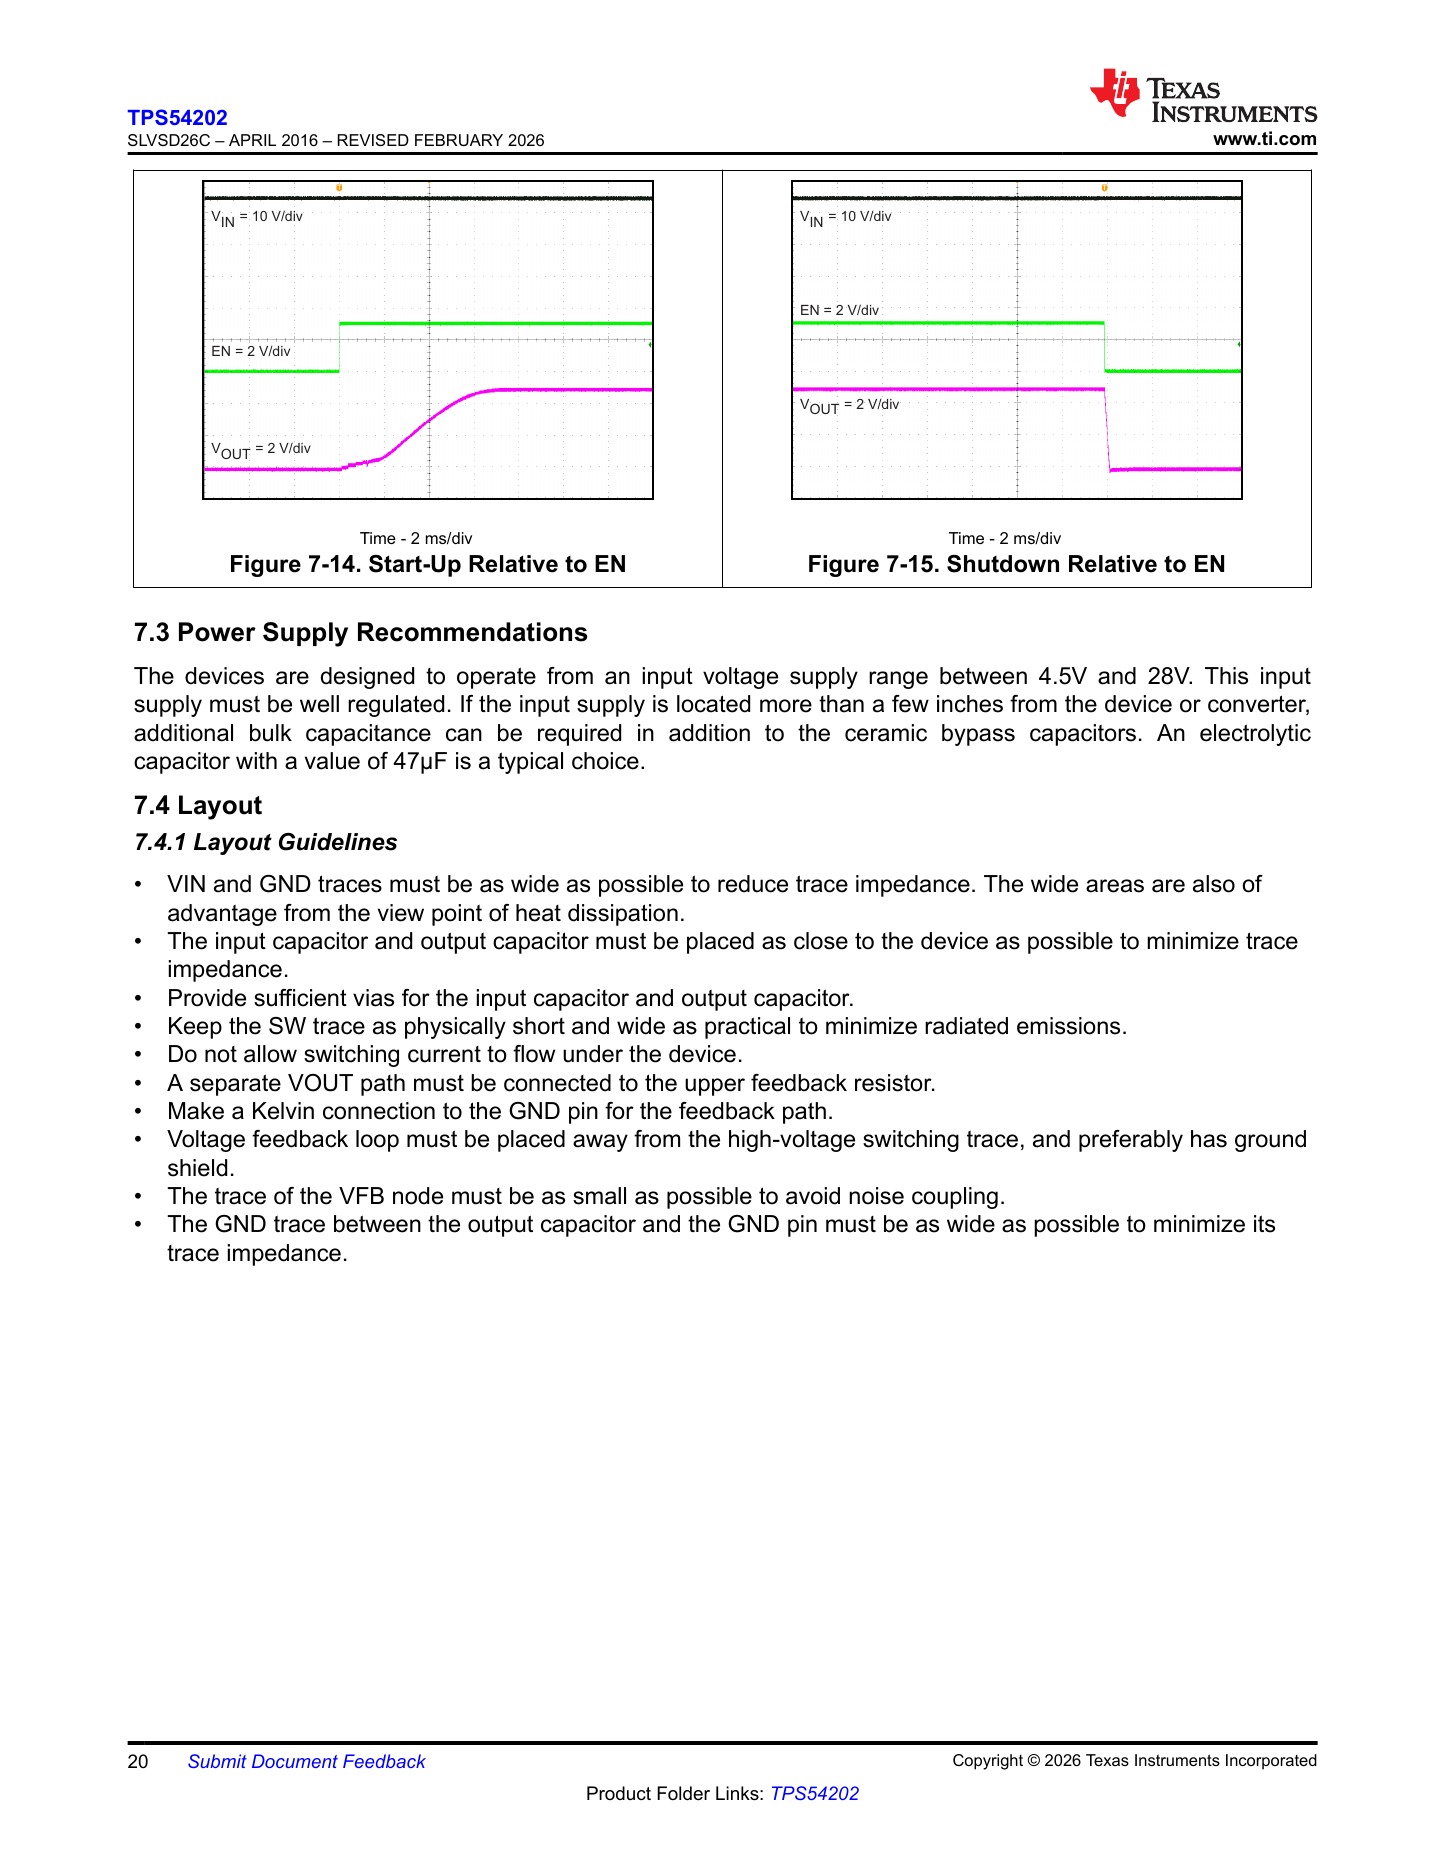 TEXAS
INSTRUMENTS
TPS54202
SLVSD26C – APRIL 2016 – REVISED FEBRUARY 2026
www.ti.com
VIN = 10 V/div
EN = 2 V/div
VOUT = 2 V/div
Time - 2 ms/div
Figure 7-14. Start-Up Relative to EN
VIN = 10 V/div
EN = 2 V/div
VOUT = 2 V/div
Time - 2 ms/div
Figure 7-15. Shutdown Relative to EN
7.3 Power Supply Recommendations
The devices are designed to operate from an input voltage supply range between 4.5V and 28V. This input
supply must be well regulated. If the input supply is located more than a few inches from the device or converter,
additional bulk capacitance can be required in addition to the ceramic bypass capacitors. An electrolytic
capacitor with a value of 47µF is a typical choice.
7.4 Layout
7.4.1 Layout Guidelines
• VIN and GND traces must be as wide as possible to reduce trace impedance. The wide areas are also of
advantage from the view point of heat dissipation.
• The input capacitor and output capacitor must be placed as close to the device as possible to minimize trace
impedance.
• Provide sufficient vias for the input capacitor and output capacitor.
• Keep the SW trace as physically short and wide as practical to minimize radiated emissions.
• Do not allow switching current to flow under the device.
• A separate VOUT path must be connected to the upper feedback resistor.
• Make a Kelvin connection to the GND pin for the feedback path.
• Voltage feedback loop must be placed away from the high-voltage switching trace, and preferably has ground
shield.
• The trace of the VFB node must be as small as possible to avoid noise coupling.
• The GND trace between the output capacitor and the GND pin must be as wide as possible to minimize its
trace impedance.
20 Submit Document Feedback
Copyright © 2026 Texas Instruments Incorporated
Product Folder Links: TPS54202